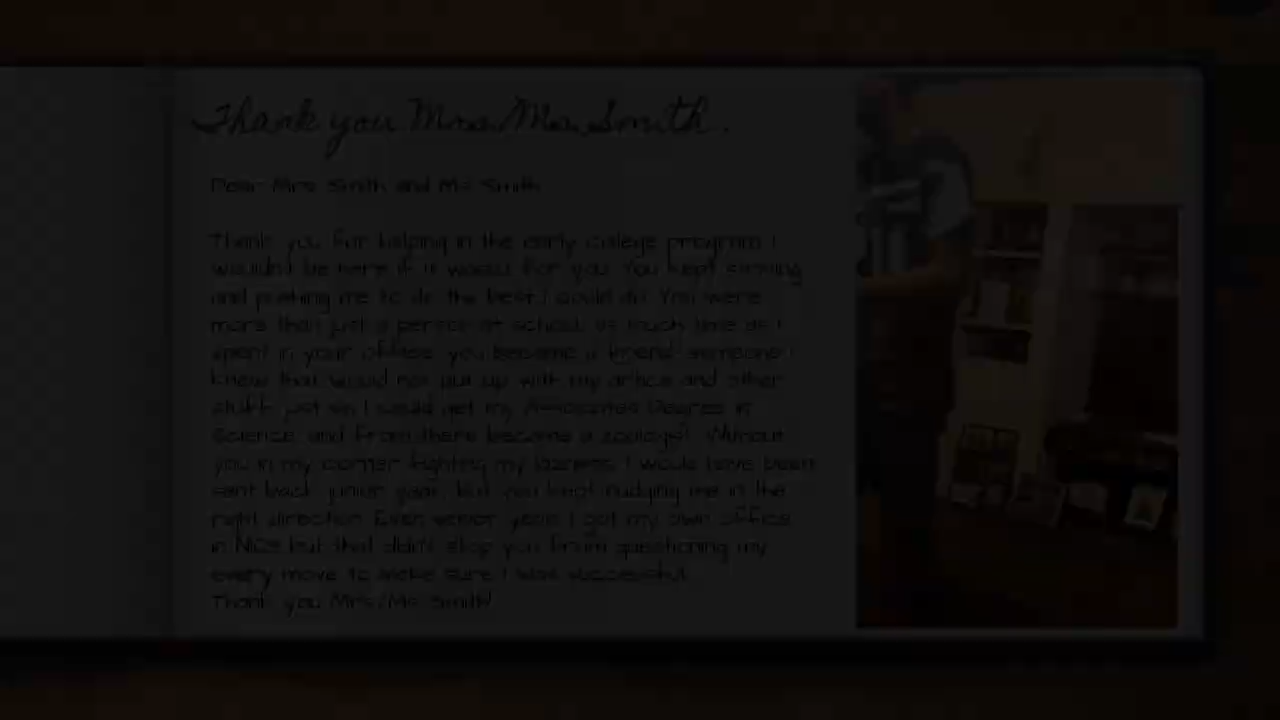 Thank you Mrs./Ms. Smith.
Dear Mrs. Smith and Ms. Smith
Thank you for helping in the early college program. I
wouldn't be here if it wasn't for you. You kept
and pushing me to do the best I could do. You were
more than just a person at school, as much time as I
spent in your office, you became a friend someone I
knew that would not put up with my antics and other
stuff just so I could get my Associates Degree in
Science, and from there become a zoology!. Without
you in my corner fighting my laziness, I would have been
sent back junior year, but you kept nudging me in the
right direction. Even senior year I got my own office
in but that didn't stop you from questioning my
every move to make sure I was successful.
Thank you Mrs./Ms. Smith!